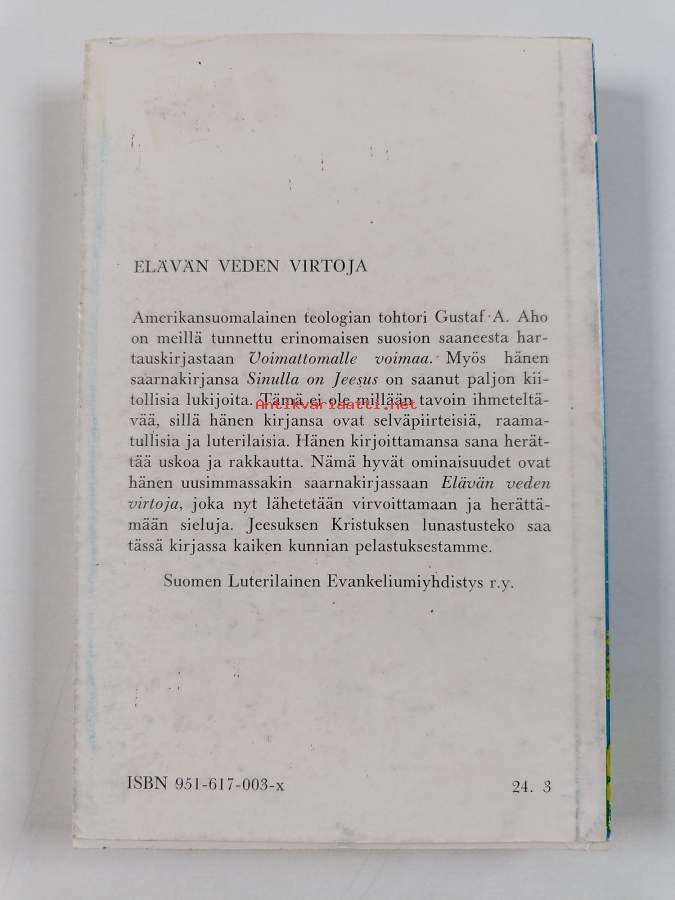 ELÄVÄN VEDEN VIRTOJA
Amerikansuomalainen teologian tohtori Gustaf A. Aho
on meillä tunnettu erinomaisen suosion saaneesta har-
tauskirjastaan Voimattomalle voimaa. Myös hänen
saarnakirjansa Sinulla on Jeesus on saanut paljon kii-
tollisia lukijoita. Tämä ei ole millään tavoin ihmeteltä-
Antikvariaatti.net
vää, sillä hänen kirjansa ovat selväpiirteisiä, raama-
tullisia ja luterilaisia. Hänen kirjoittamansa sana herät-
tää uskoa ja rakkautta. Nämä hyvät ominaisuudet ovat
hänen uusimmassakin saarnakirjassaan Elävän veden
virtoja, joka nyt lähetetään virvoittamaan ja herättä-
mään sieluja. Jeesuksen Kristuksen lunastusteko saa
tässä kirjassa kaiken kunnian pelastuksestamme.
Suomen Luterilainen Evankeliumiyhdistys r.y.
ISBN 951-617-003-x
24. 3